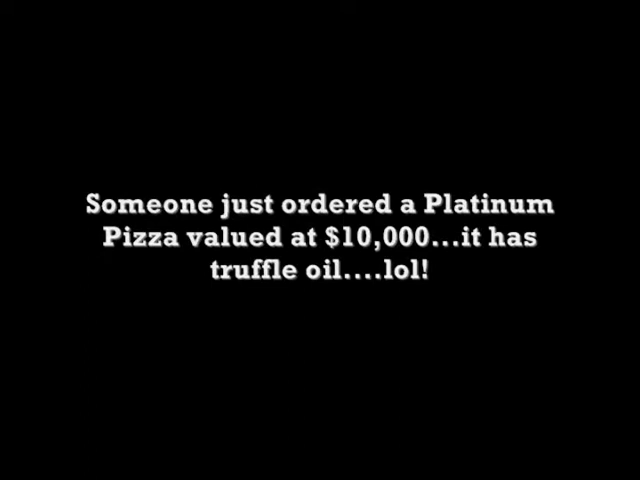 Someone just ordered a Platinum
Pizza valued at $10,000...it has
truffle oil....lol!